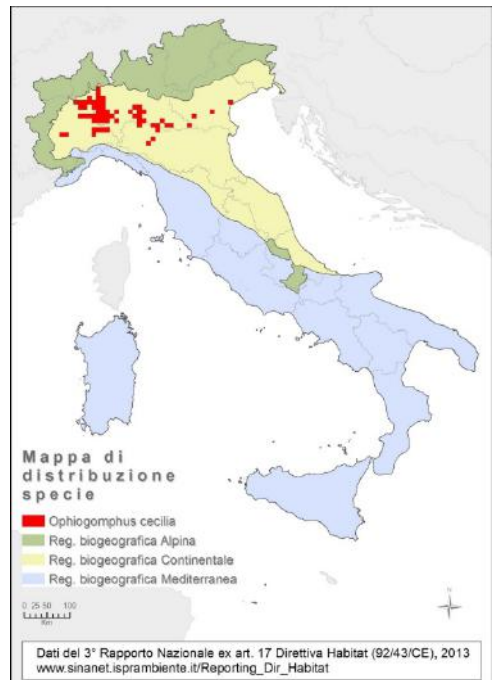 Mappa di
distribuzione
specie
Ophiogomphus cecilia
Reg. biogeografica Alpina
Reg. biogeografica Continentale
Reg. biogeografica Mediterranea
0 25 50 100
Km
N
Dati del 3° Rapporto Nazionale ex art. 17 Direttiva Habitat (92/43/CE), 2013
www.sinanet.isprambiente.it/Reporting_Dir_Habitat